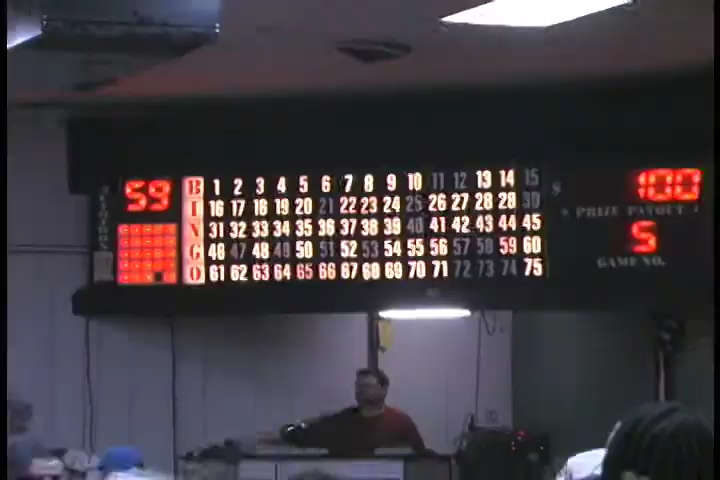 59
B 1 2 3 4 5 6 7 8 9 10 11 12 13 14 15
I 16 17 18 19 20 21 22 23 24 25 26 27 28 28 30
N 31 32 33 34 35 36 37 38 39 40 41 42 43 44 45
G 48 47 48 49 50 51 52 53 54 55 56 57 58 59 60
O 61 62 63 64 65 66 67 68 69 70 71 72 73 74 75
$ 100
PRIZE PAYOUT
5
GAME NO.